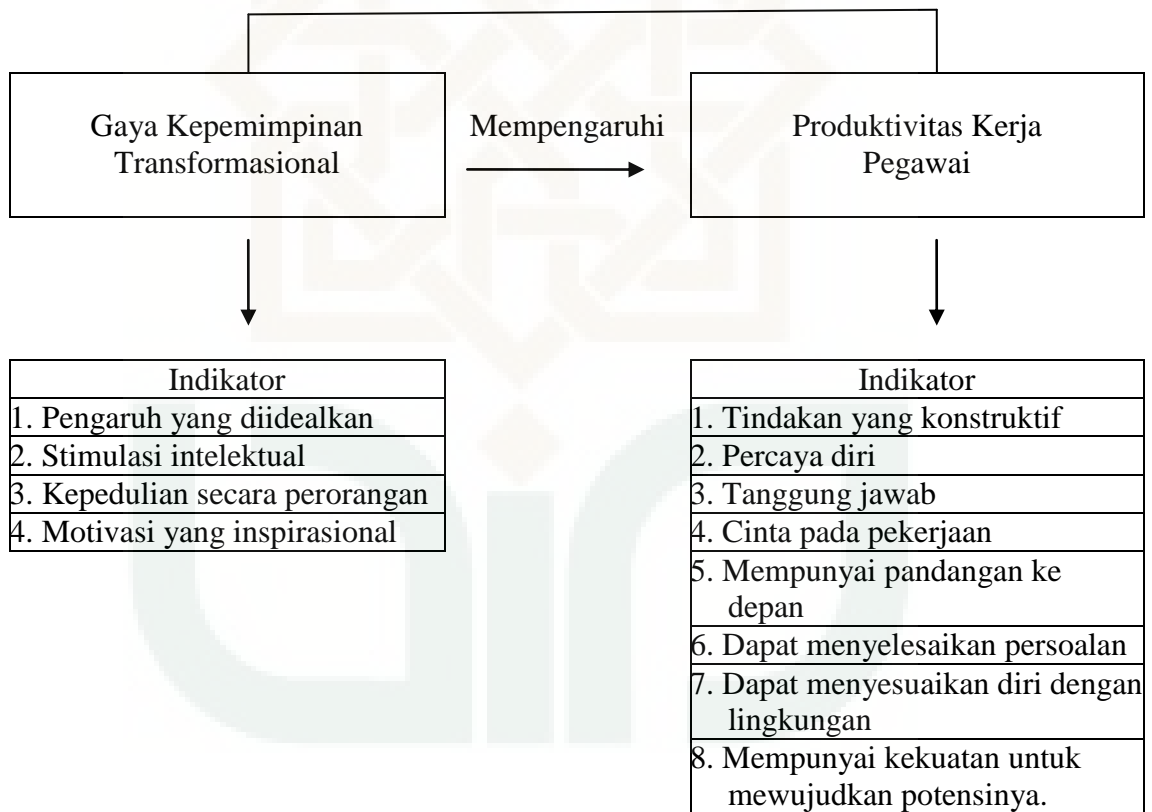 Gaya Kepemimpinan
Transformasional
Mempengaruhi
Produktivitas Kerja
Pegawai
Indikator
1. Pengaruh yang diidealkan
2. Stimulasi intelektual
3. Kepedulian secara perorangan
4. Motivasi yang inspirasional
Indikator
1. Tindakan yang konstruktif
2. Percaya diri
3. Tanggung jawab
4. Cinta pada pekerjaan
5. Mempunyai pandangan ke
depan
6. Dapat menyelesaikan persoalan
7. Dapat menyesuaikan diri dengan
lingkungan
8. Mempunyai kekuatan untuk
mewujudkan potensinya.